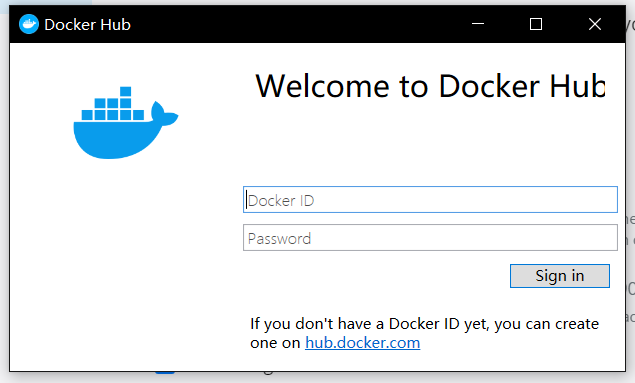 Docker Hub
Welcome to Docker Hub
Docker ID
Password
Sign in
If you don't have a Docker ID yet, you can create
one on hub.docker.com